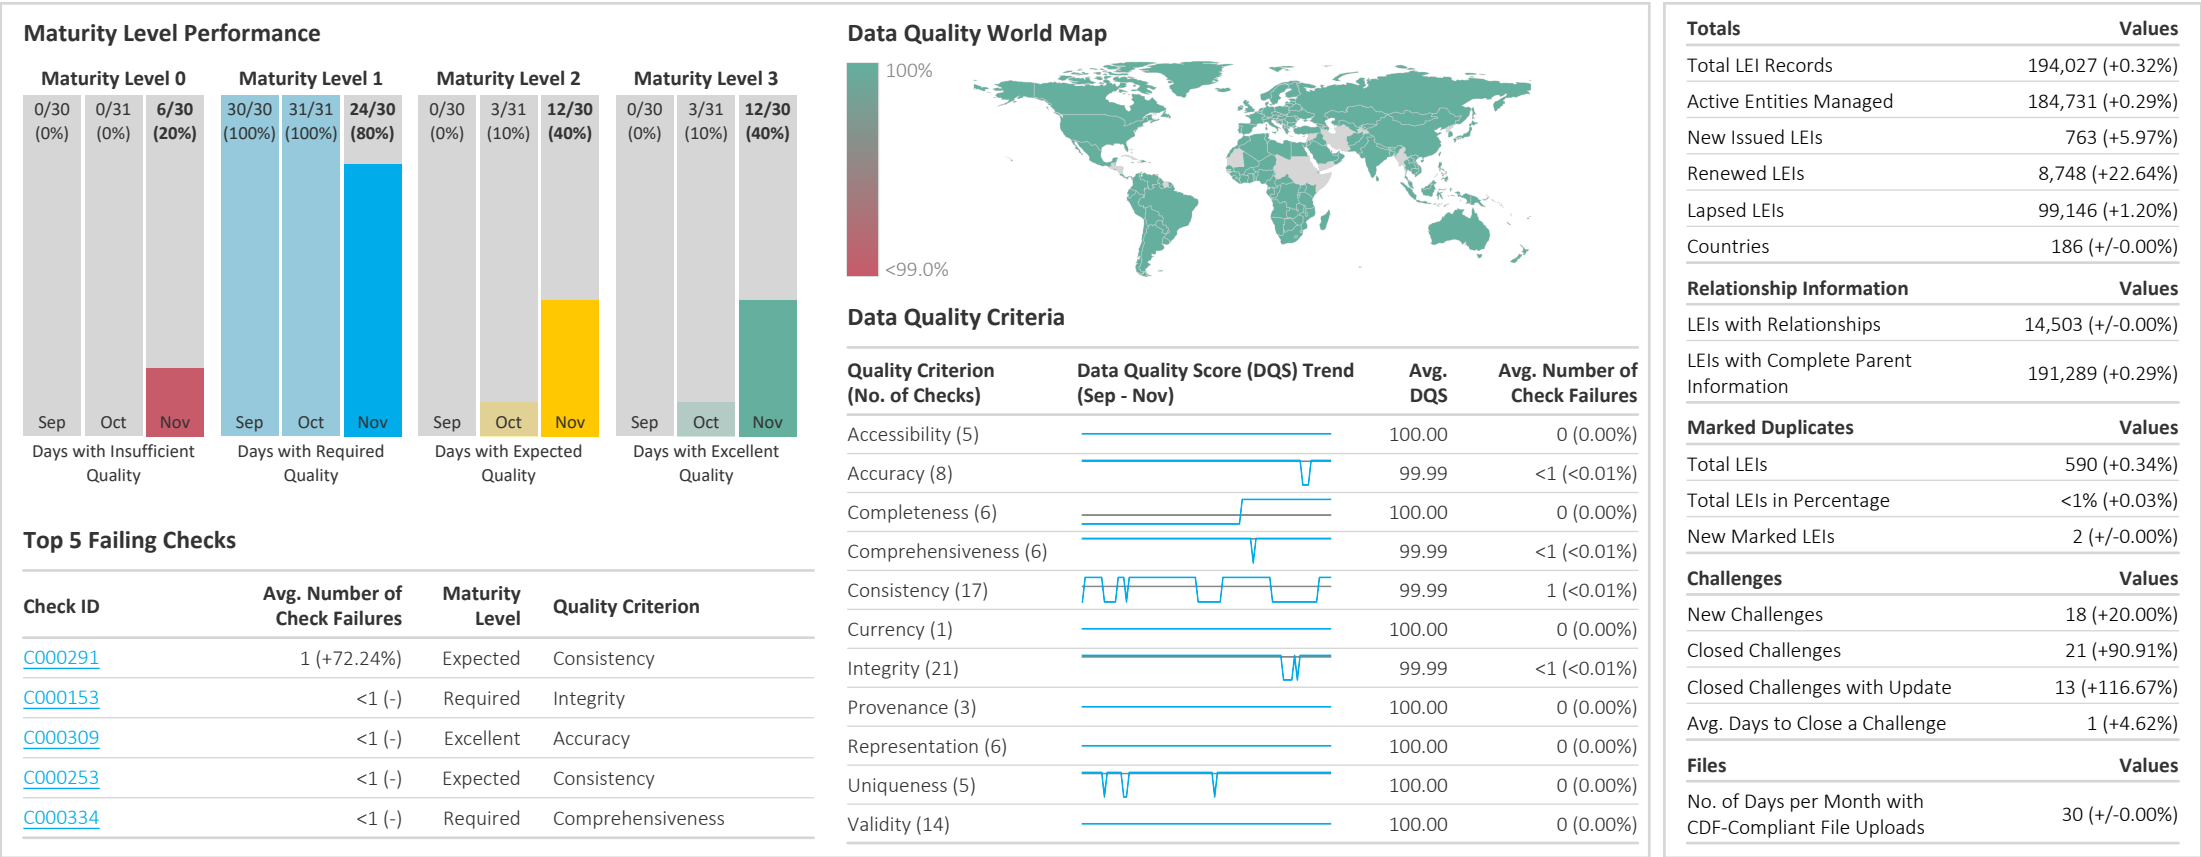 Maturity Level Performance
Maturity Level 0
0/30 0/31 6/30
(0%) (0%) (20%)
Sep Oct Nov
Days with Insufficient
Quality
Maturity Level 1
30/30 31/31 24/30
(100%) (100%) (80%)
Sep Oct Nov
Days with Required
Quality
Maturity Level 2
0/30 3/31 12/30
(0%) (10%) (40%)
Sep Oct Nov
Days with Expected
Quality
Maturity Level 3
0/30 3/31 12/30
(0%) (10%) (40%)
Sep Oct Nov
Days with Excellent
Quality
Top 5 Failing Checks
Check ID Avg. Number of Check Failures Maturity Level Quality Criterion
C000291 1 (+72.24%) Expected Consistency
C000153 <1 (-) Required Integrity
C000309 <1 (-) Excellent Accuracy
C000253 <1 (-) Expected Consistency
C000334 <1 (-) Required Comprehensiveness
Data Quality World Map
100%
<99.0%
Data Quality Criteria
Quality Criterion Data Quality Score (DQS) Trend Avg. Avg. Number of
(No. of Checks) (Sep - Nov) DQS Check Failures
Accessibility (5) 100.00 0 (0.00%)
Accuracy (8) 99.99 <1 (<0.01%)
Completeness (6) 100.00 0 (0.00%)
Comprehensiveness (6) 99.99 <1 (<0.01%)
Consistency (17) 99.99 1 (<0.01%)
Currency (1) 100.00 0 (0.00%)
Integrity (21) 99.99 <1 (<0.01%)
Provenance (3) 100.00 0 (0.00%)
Representation (6) 100.00 0 (0.00%)
Uniqueness (5) 100.00 0 (0.00%)
Validity (14) 100.00 0 (0.00%)
Totals Values
Total LEI Records 194,027 (+0.32%)
Active Entities Managed 184,731 (+0.29%)
New Issued LEIs 763 (+5.97%)
Renewed LEIs 8,748 (+22.64%)
Lapsed LEIs 99,146 (+1.20%)
Countries 186 (+/-0.00%)
Relationship Information Values
LEIs with Relationships 14,503 (+/-0.00%)
LEIs with Complete Parent
Information 191,289 (+0.29%)
Marked Duplicates Values
Total LEIs 590 (+0.34%)
Total LEIs in Percentage <1% (+0.03%)
New Marked LEIs 2 (+/-0.00%)
Challenges Values
New Challenges 18 (+20.00%)
Closed Challenges 21 (+90.91%)
Closed Challenges with Update 13 (+116.67%)
Avg. Days to Close a Challenge 1 (+4.62%)
Files Values
No. of Days per Month with
CDF-Compliant File Uploads 30 (+/-0.00%)